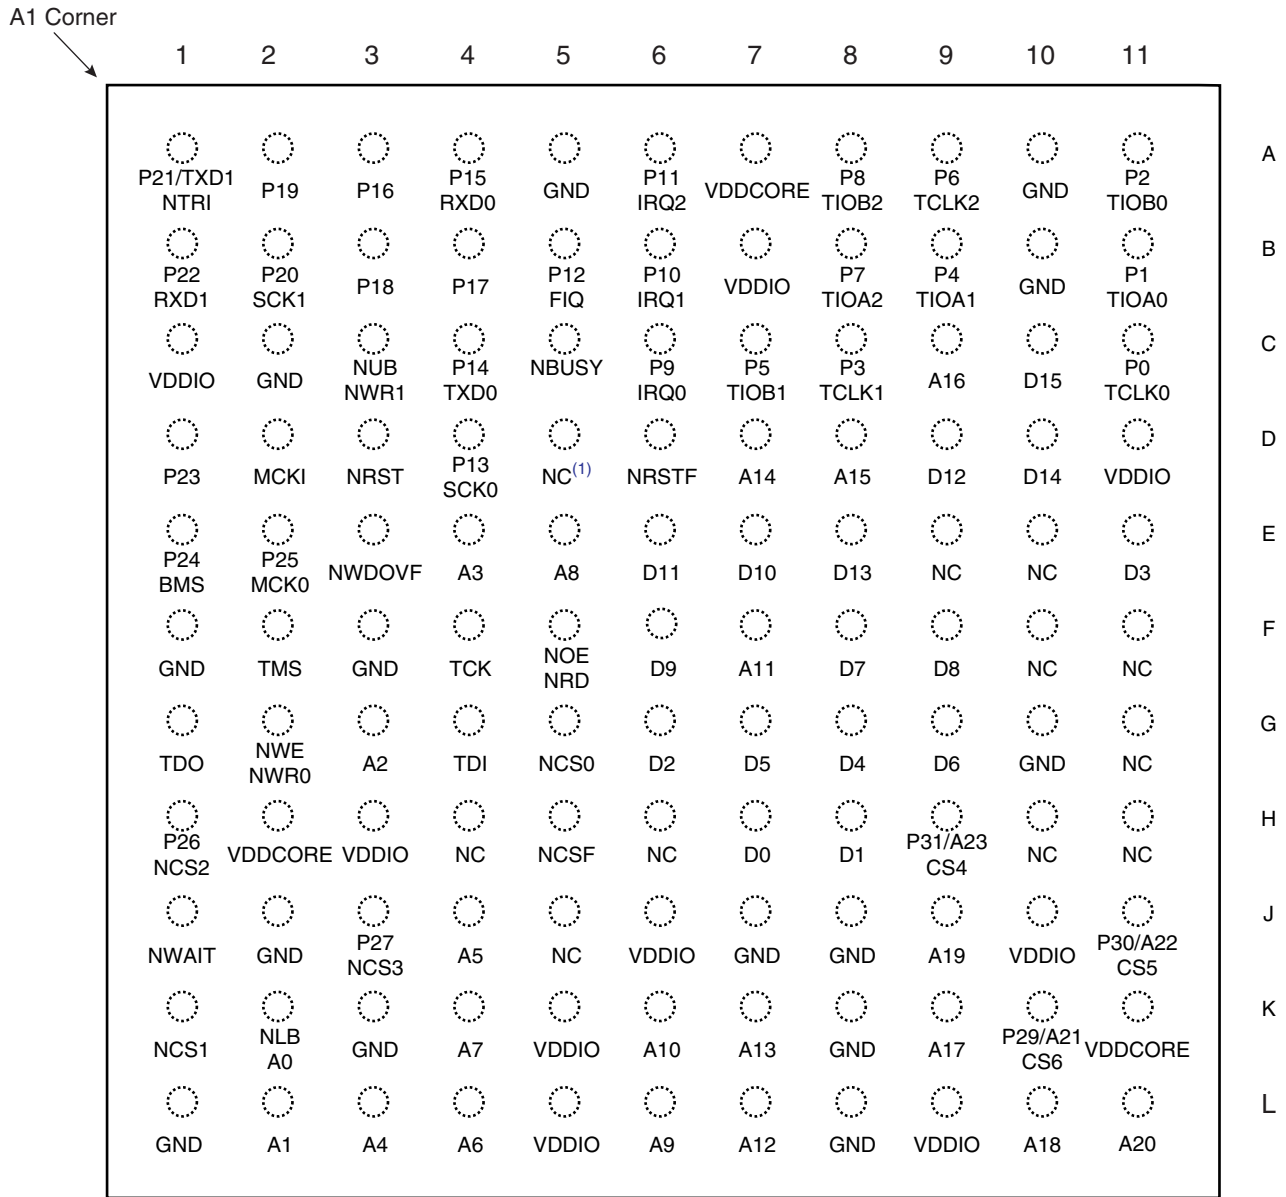 A1 Corner
1 2 3 4 5 6 7 8 9 10 11
A
P21/TXD1 P19 P16 P15 GND P11 VDDCORE P8 P6 GND P2
NTRI RXD0 IRQ2 TIOB2 TCLK2 TIOB0
B
P22 P20 P18 P17 P12 P10 VDDIO P7 P4 GND P1
RXD1 SCK1 FIQ IRQ1 TIOA2 TIOA1 TIOA0
C
VDDIO GND NUB P14 NBUSY P9 P5 P3 A16 D15 P0
NWR1 TXD0 IRQ0 TIOB1 TCLK1 TCLK0
D
P23 MCKI NRST P13 NC(1) NRSTF A14 A15 D12 D14 VDDIO
SCK0
E
P24 P25 NWDOVF A3 A8 D11 D10 D13 NC NC D3
BMS MCK0
F
GND TMS GND TCK NOE D9 A11 D7 D8 NC NC
NRD
G
TDO NWE A2 TDI NCS0 D2 D5 D4 D6 GND NC
NWR0
H
P26 VDDCORE VDDIO NC NCSF NC D0 D1 P31/A23 NC NC
NCS2 CS4
J
NWAIT GND P27 A5 NC VDDIO GND GND A19 VDDIO P30/A22
NCS3 CS5
K
NCS1 NLB GND A7 VDDIO A10 A13 GND A17 P29/A21 VDDCORE
A0 CS6
L
GND A1 A4 A6 VDDIO A9 A12 GND VDDIO A18 A20